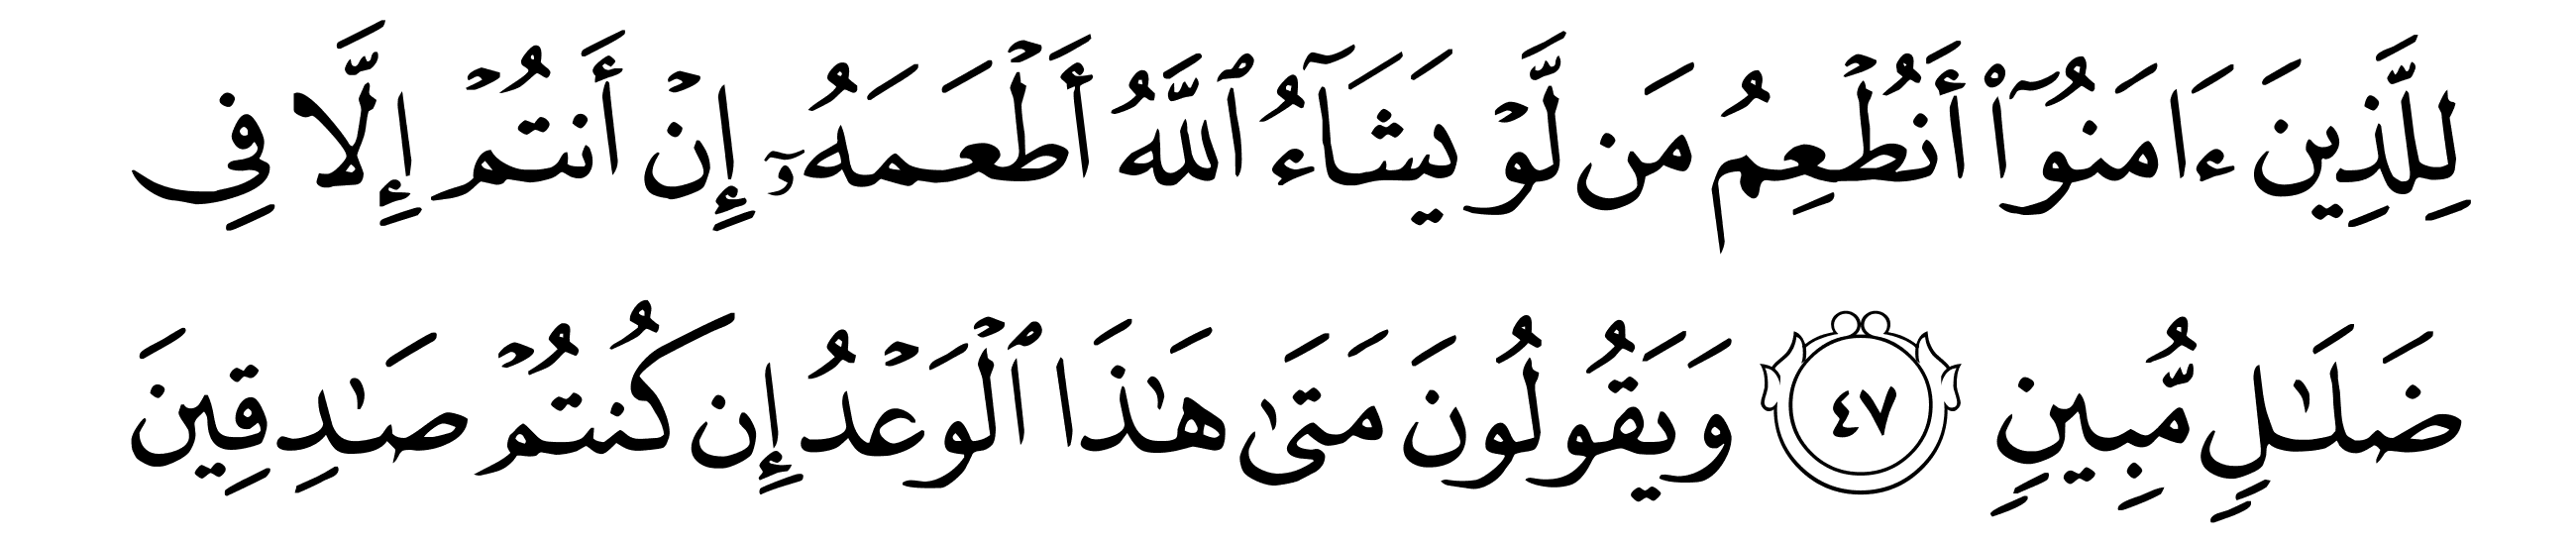 لِلَّذِينَ ءَامَنُوٓا۟ أَنُطۡعِمُ مَن لَّوۡ يَشَآءُ ٱللَّهُ أَطۡعَمَهُۥٓ إِنۡ أَنتُمۡ إِلَّا فِى
ضَلَـٰلٍ مُّبِينٍ ٤٧ وَيَقُولُونَ مَتَىٰ هَـٰذَا ٱلۡوَعۡدُ إِن كُنتُمۡ صَـٰدِقِينَ